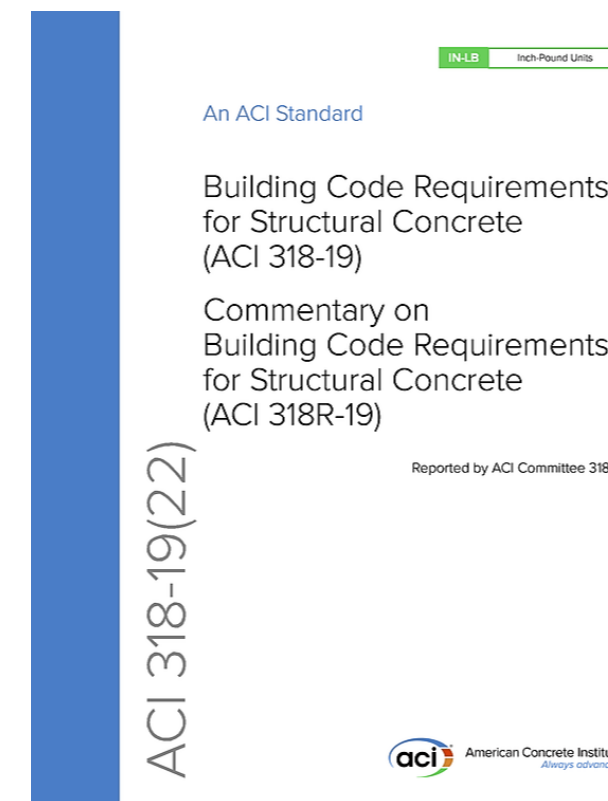 IN-LB Inch-Pound Units
An ACI Standard
Building Code Requirements
for Structural Concrete
(ACI 318-19)
Commentary on
Building Code Requirements
for Structural Concrete
(ACI 318R-19)
Reported by ACI Committee 318
ACI 318-19(22)
aci American Concrete Institu
Always advanc